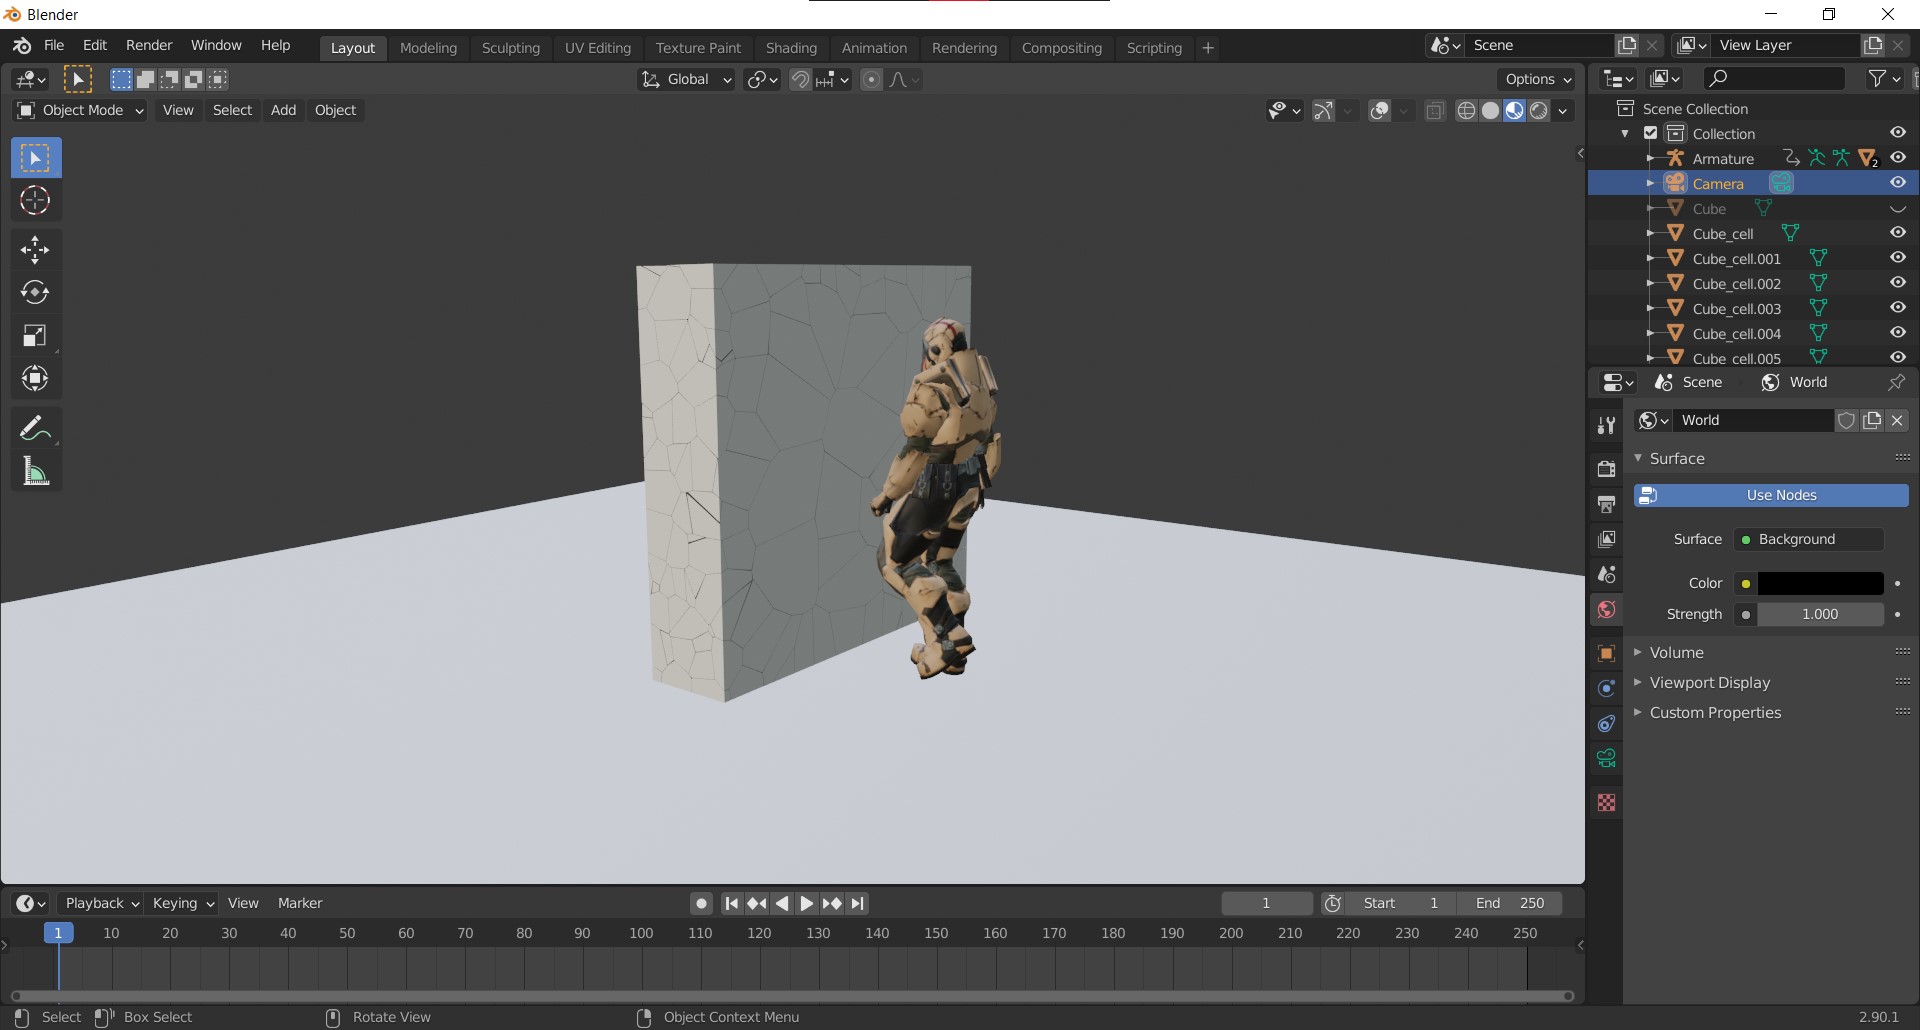 Blender
File Edit Render Window Help Layout Modeling Sculpting UV Editing Texture Paint Shading Animation Rendering Compositing Scripting + Scene View Layer
Global Options
Object Mode View Select Add Object
Scene Collection
Collection
Armature 2
Camera
Cube
Cube_cell
Cube_cell.001
Cube_cell.002
Cube_cell.003
Cube_cell.004
Cube_cell.005
Scene World
World
Surface
Use Nodes
Surface Background
Color
Strength 1.000
Volume
Viewport Display
Custom Properties
Playback Keying View Marker 1 Start 1 End 250
1 10 20 30 40 50 60 70 80 90 100 110 120 130 140 150 160 170 180 190 200 210 220 230 240 250
Select Box Select Rotate View Object Context Menu 2.90.1